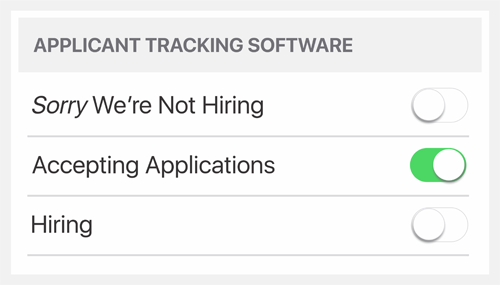 APPLICANT TRACKING SOFTWARE
Sorry We’re Not Hiring
Accepting Applications
Hiring